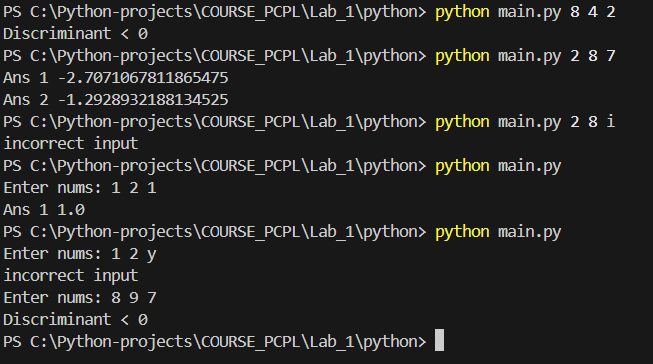 PS C:\Python-projects\COURSE_PCPL\Lab_1\python> python main.py 8 4 2
Discriminant < 0
PS C:\Python-projects\COURSE_PCPL\Lab_1\python> python main.py 2 8 7
Ans 1 -2.7071067811865475
Ans 2 -1.2928932188134525
PS C:\Python-projects\COURSE_PCPL\Lab_1\python> python main.py 2 8 i
incorrect input
PS C:\Python-projects\COURSE_PCPL\Lab_1\python> python main.py
Enter nums: 1 2 1
Ans 1 1.0
PS C:\Python-projects\COURSE_PCPL\Lab_1\python> python main.py
Enter nums: 1 2 y
incorrect input
Enter nums: 8 9 7
Discriminant < 0
PS C:\Python-projects\COURSE_PCPL\Lab_1\python>